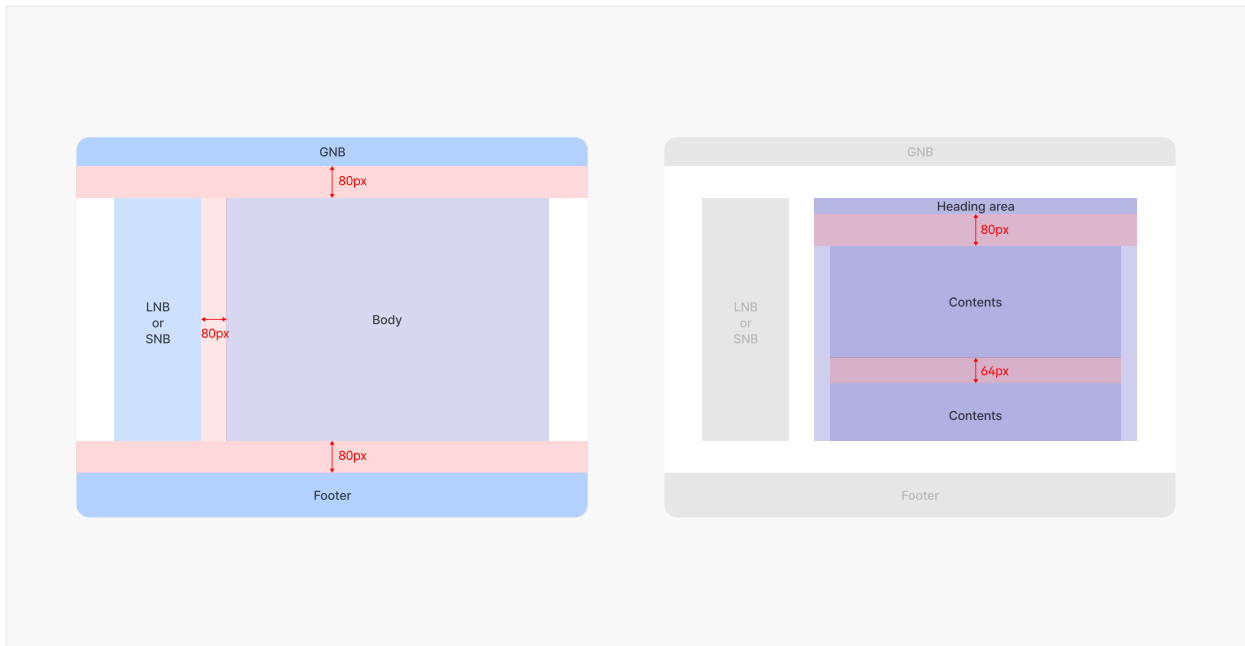 GNB
80px
LNB
or
SNB
80px
Body
80px
Footer
GNB
LNB
or
SNB
Heading area
80px
Contents
64px
Contents
Footer